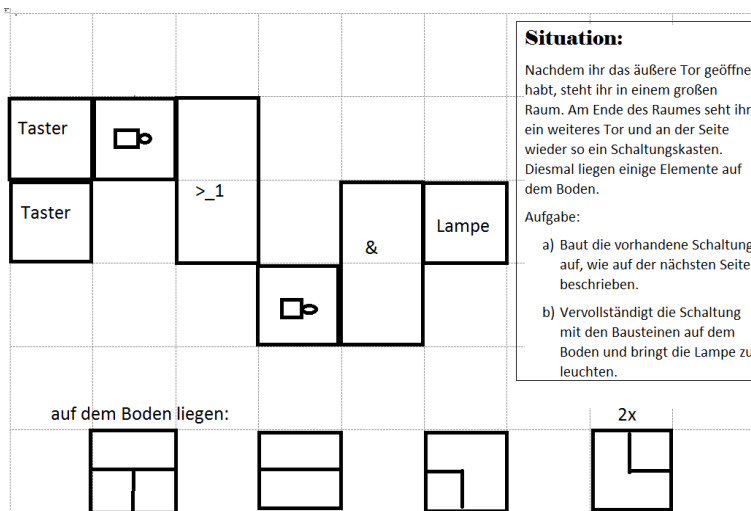 Situation:
Nachdem ihr das äußere Tor geöffne
habt, steht ihr in einem großen
Raum. Am Ende des Raumes seht ihr
ein weiteres Tor und an der Seite
wieder so ein Schaltungskasten.
Diesmal liegen einige Elemente auf
dem Boden.
Aufgabe:
a) Baut die vorhandene Schaltung
auf, wie auf der nächsten Seite
beschrieben.
b) Vervollständigt die Schaltung
mit den Bausteinen auf dem
Boden und bringt die Lampe zu
leuchten.
Taster
Taster
>_1
&
Lampe
auf dem Boden liegen:
2x